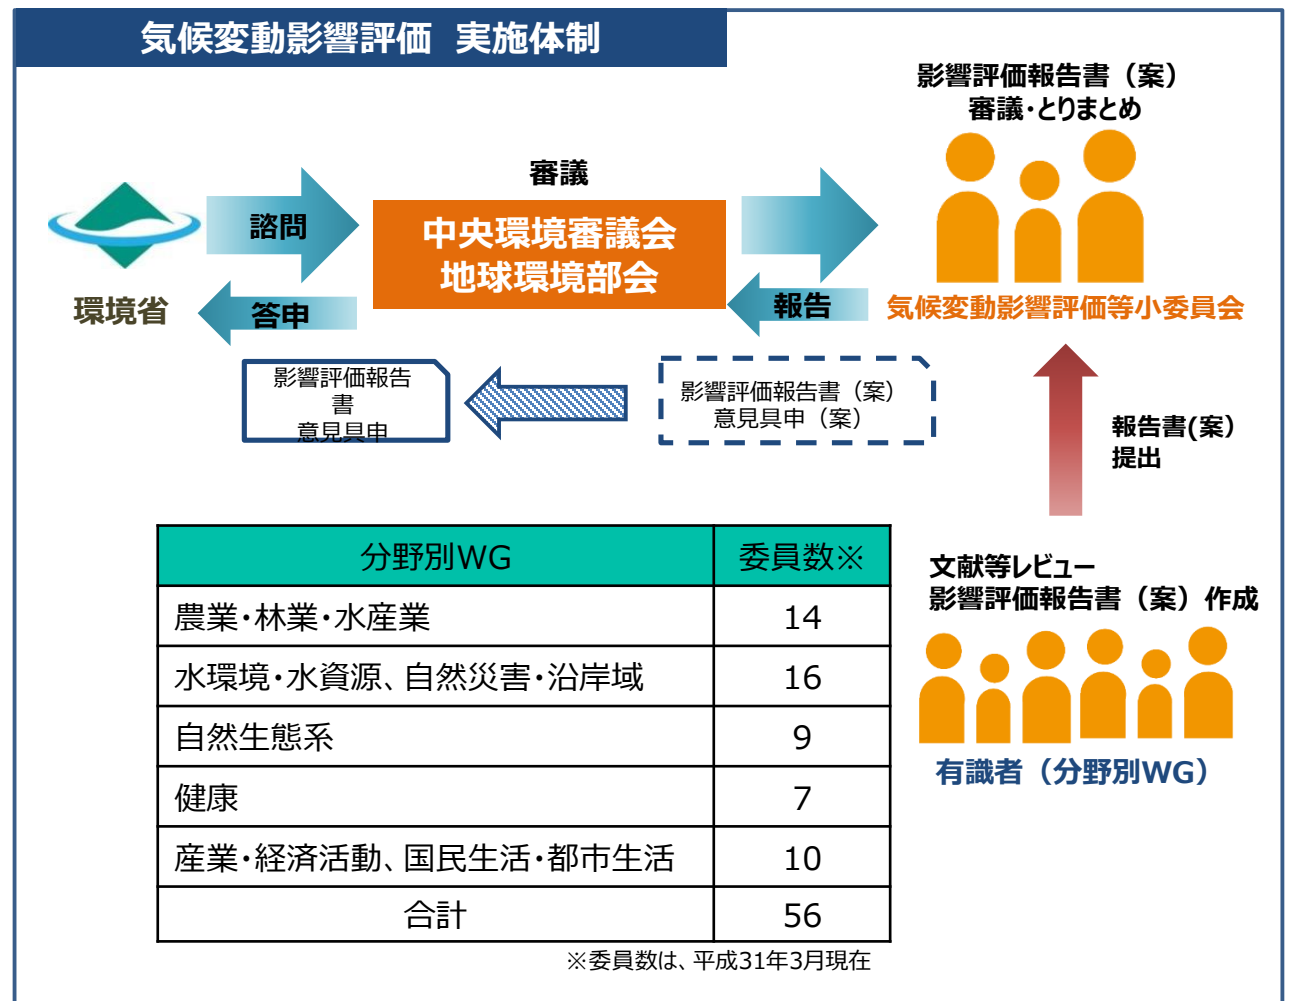 気候変動影響評価 実施体制
影響評価報告書（案）
審議・とりまとめ
審議
諮問
中央環境審議会
地球環境部会
環境省
答申
報告
気候変動影響評価等小委員会
影響評価報告
書
意見具申
影響評価報告書（案）
意見具申（案）
報告書(案）
提出
分野別WG 委員数※
農業・林業・水産業 14
水環境・水資源、自然災害・沿岸域 16
自然生態系 9
健康 7
産業・経済活動、国民生活・都市生活 10
合計 56
※委員数は、平成31年3月現在
文献等レビュー
影響評価報告書（案）作成
有識者（分野別WG）